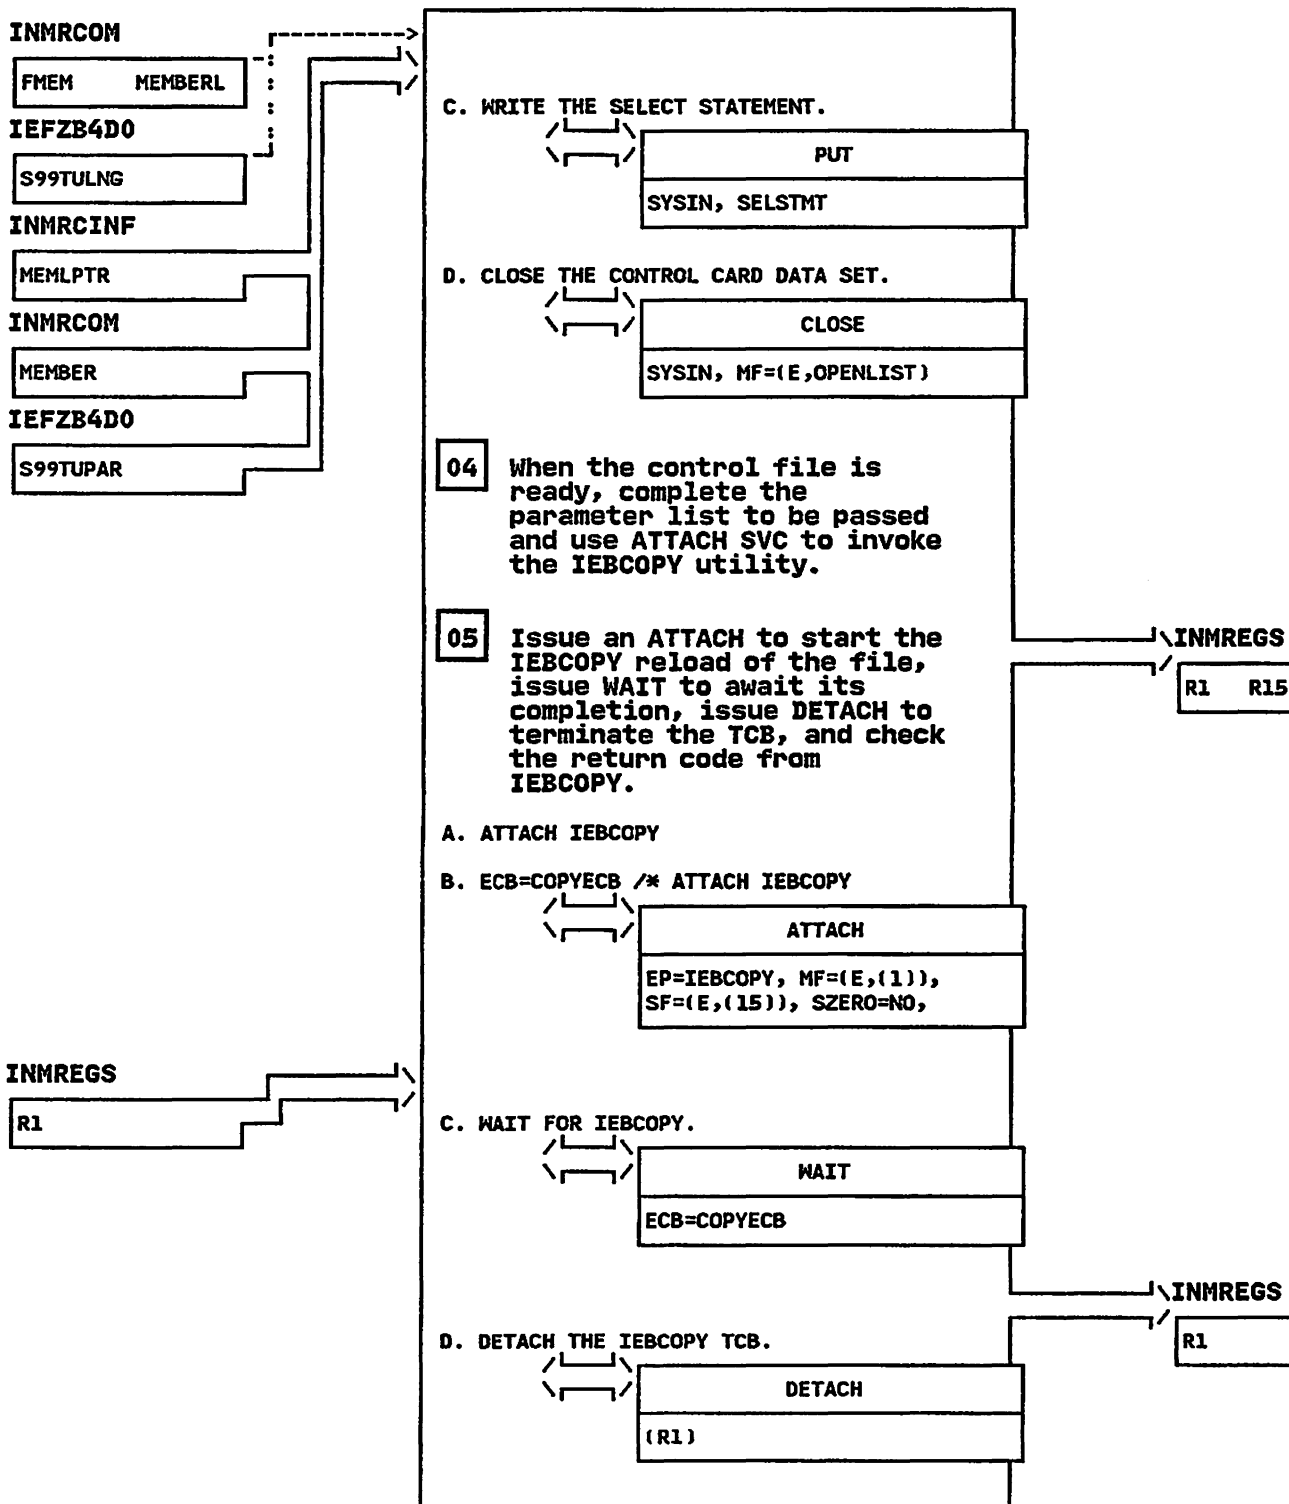 INMRCOM
FMEM MEMBERL
IEFZB4D0
S99TULNG
INMRCINF
MEMLPTR
INMRCOM
MEMBER
IEFZB4D0
S99TUPAR
C. WRITE THE SELECT STATEMENT.
PUT
SYSIN, SELSTMT
D. CLOSE THE CONTROL CARD DATA SET.
CLOSE
SYSIN, MF=(E,OPENLIST)
04 When the control file is
ready, complete the
parameter list to be passed
and use ATTACH SVC to invoke
the IEBCOPY utility.
05 Issue an ATTACH to start the
IEBCOPY reload of the file,
issue WAIT to await its
completion, issue DETACH to
terminate the TCB, and check
the return code from
IEBCOPY.
INMREGS
R1 R15
A. ATTACH IEBCOPY
B. ECB=COPYECB /* ATTACH IEBCOPY
ATTACH
EP=IEBCOPY, MF=(E,(1)),
SF=(E,(15)), SZERO=NO,
INMREGS
R1
C. WAIT FOR IEBCOPY.
WAIT
ECB=COPYECB
INMREGS
R1
D. DETACH THE IEBCOPY TCB.
DETACH
(R1)